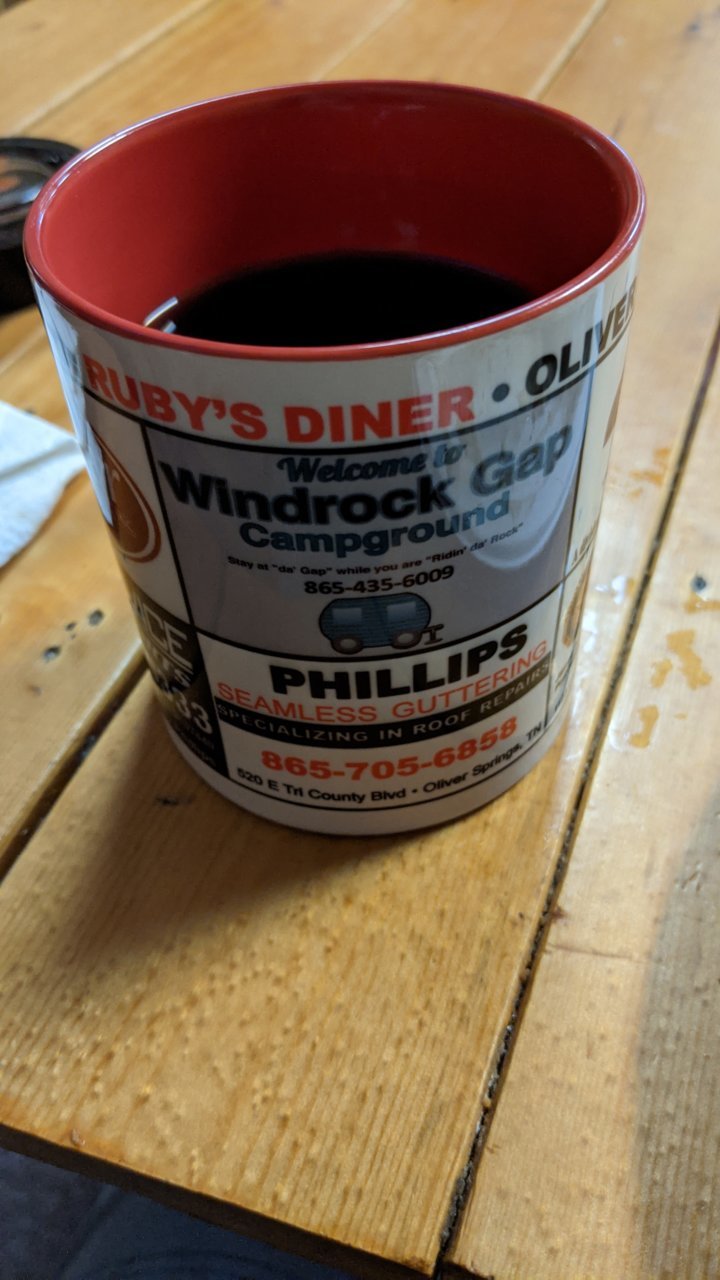 RUBY'S DINER • OLIVER
Welcome to
Windrock Gap
Campground
Stay at "da' Gap" while you are "Ridin' da' Rock"
865-435-6009
PHILLIPS
SEAMLESS GUTTERING
SPECIALIZING IN ROOF REPAIRS
865-705-6858
520 E Tri County Blvd • Oliver Springs, TN